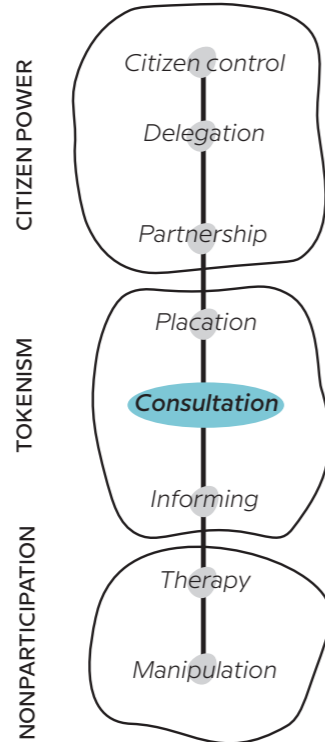 CITIZEN POWER
Citizen control
Delegation
Partnership
TOKENISM
Placation
Consultation
Informing
NONPARTICIPATION
Therapy
Manipulation